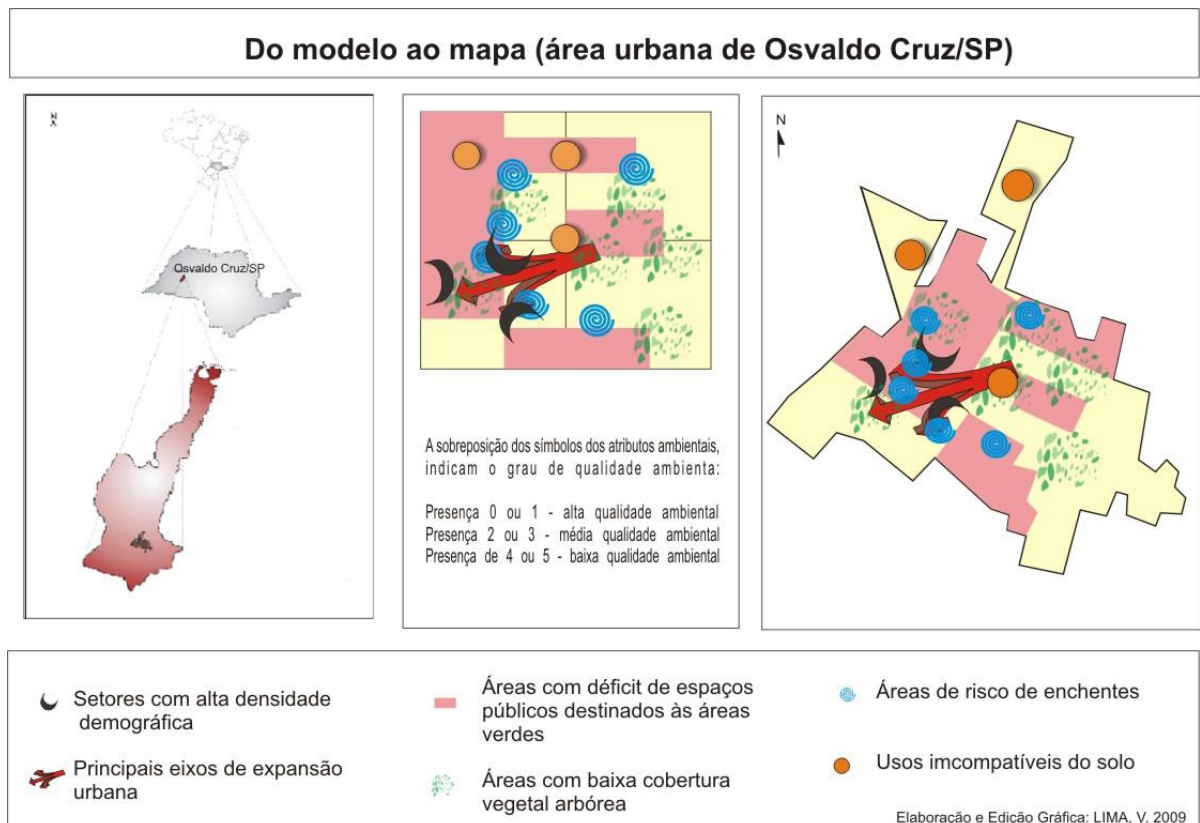 Do modelo ao mapa (área urbana de Osvaldo Cruz/SP)
N
Osvaldo Cruz/SP
A sobreposição dos símbolos dos atributos ambientais,
indicam o grau de qualidade ambienta:
Presença 0 ou 1 - alta qualidade ambiental
Presença 2 ou 3 - média qualidade ambiental
Presença de 4 ou 5 - baixa qualidade ambiental
N
Setores com alta densidade
demográfica
Principais eixos de expansão
urbana
Áreas com déficit de espaços
públicos destinados às áreas
verdes
Áreas com baixa cobertura
vegetal arbórea
Áreas de risco de enchentes
Usos imcompatíveis do solo
Elaboração e Edição Gráfica: LIMA, V. 2009